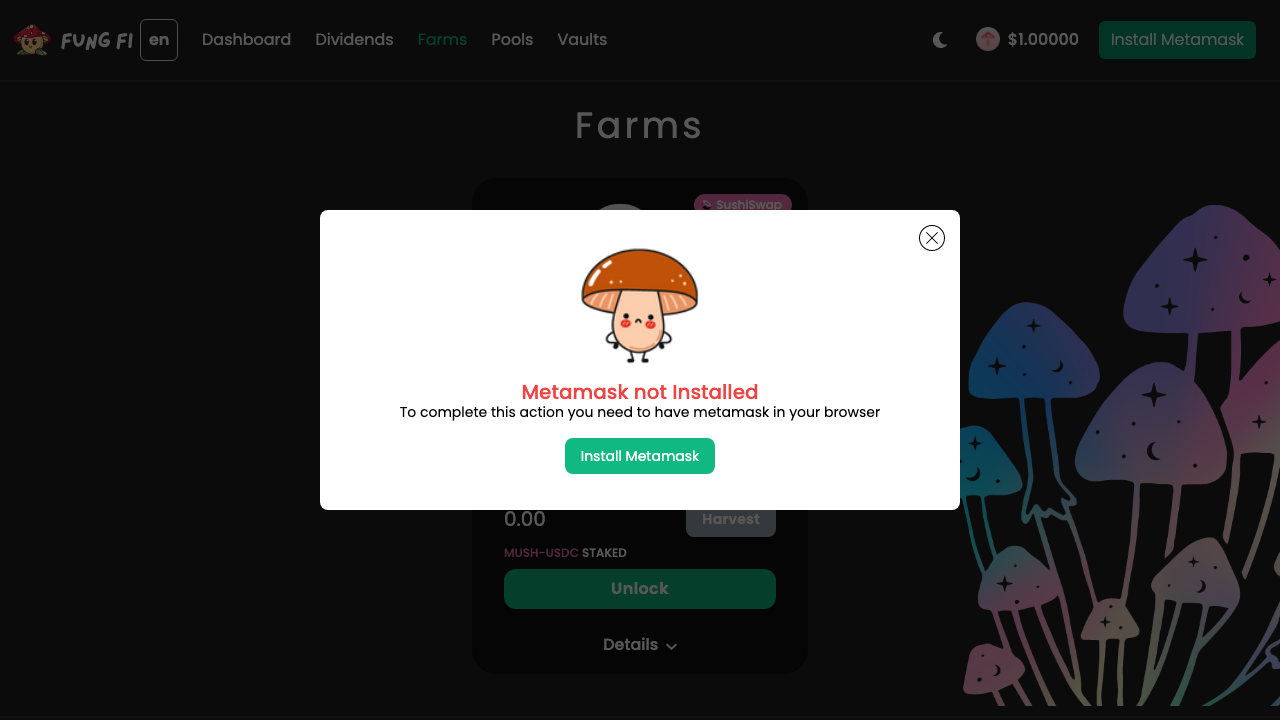 FUNG FI en Dashboard Dividends Farms Pools Vaults $1.00000 Install Metamask
Farms
SushiSwap
Metamask not Installed
To complete this action you need to have metamask in your browser
Install Metamask
0.00 Harvest
MUSH-USDC STAKED
Unlock
Details